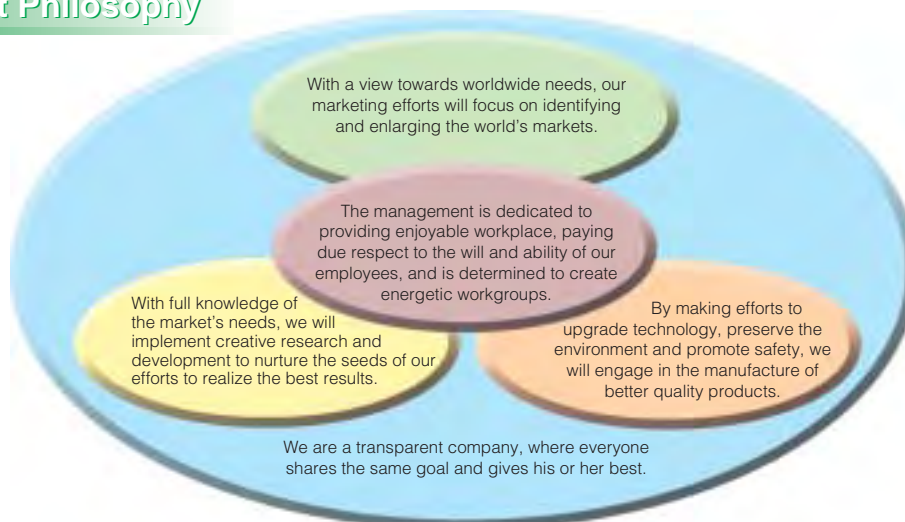 t Philosophy
With a view towards worldwide needs, our
marketing efforts will focus on identifying
and enlarging the world's markets.
The management is dedicated to
providing enjoyable workplace, paying
due respect to the will and ability of our
employees, and is determined to create
energetic workgroups.
With full knowledge of
the market's needs, we will
implement creative research and
development to nurture the seeds of our
efforts to realize the best results.
By making efforts to
upgrade technology, preserve the
environment and promote safety, we
will engage in the manufacture of
better quality products.
We are a transparent company, where everyone
shares the same goal and gives his or her best.